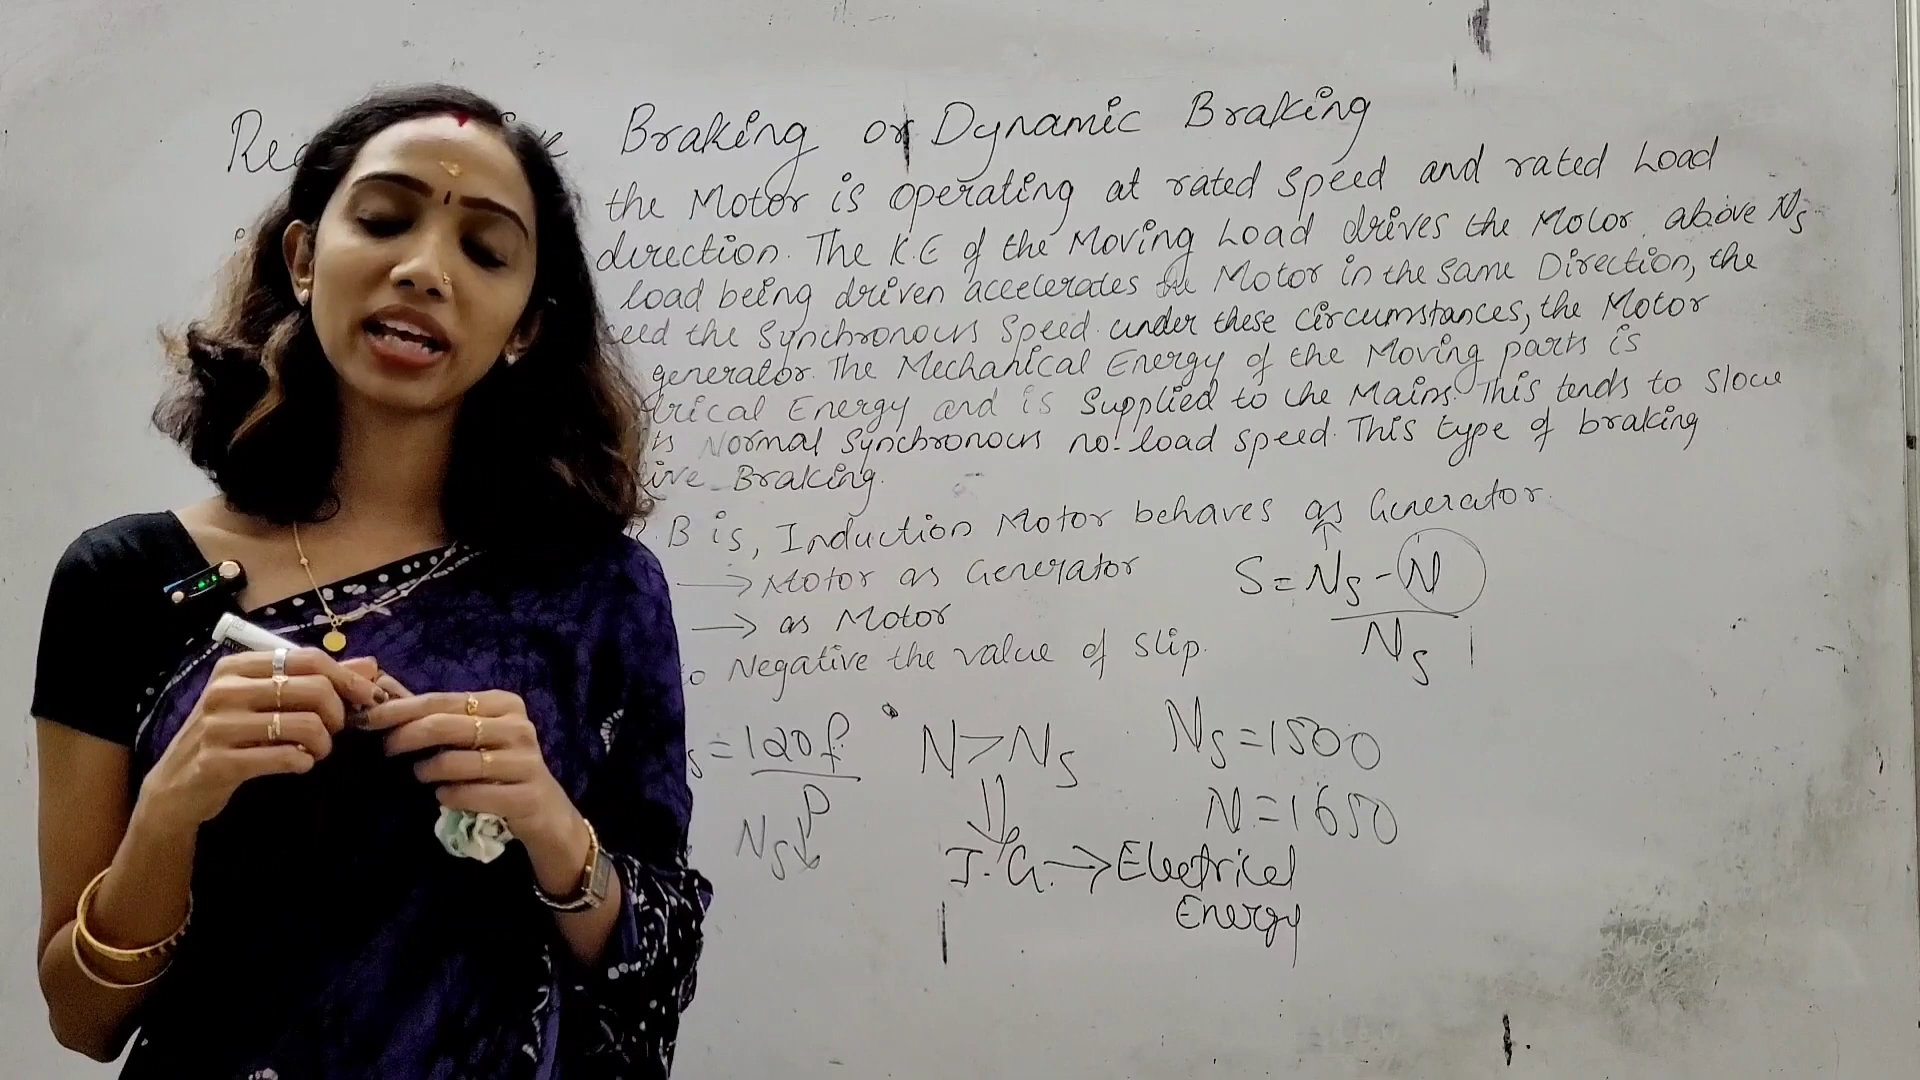 Braking or Dynamic Braking
the Motor is operating at rated speed and rated Load
direction. The K.E of the Moving Load drives the Motor above Ns
load being driven accelerates the Motor in the same Direction, the
the Synchronous Speed. under these circumstances, the Motor
generator. The Mechanical Energy of the Moving parts is
Energy and is Supplied to the Mains. This tends to slow
Normal Synchronous no-load speed. This type of braking
Braking.
R.B is, Induction Motor behaves as Generator.
→ Motor as Generator
→ as Motor
to Negative the value of slip.
S = Ns - N
Ns
= 120f
P
Ns↓
N > Ns
Ns = 1500
N = 1650
I.G. → Electrical
Energy